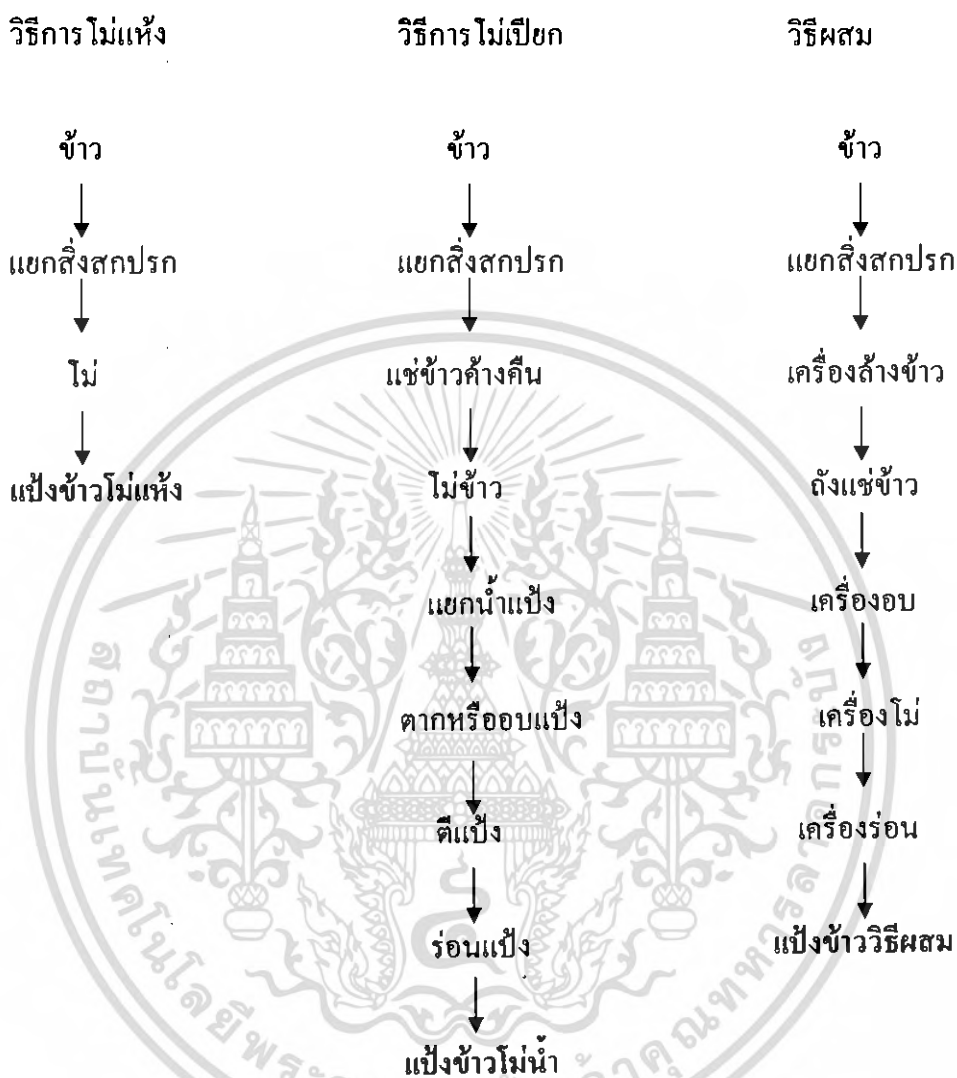 วิธีการโม่แห้ง
ข้าว
แยกสิ่งสกปรก
โม่
แป้งข้าวโม่แห้ง
วิธีการโม่เปียก
ข้าว
แยกสิ่งสกปรก
แช่ข้าวค้างคืน
โม่ข้าว
แยกน้ำแป้ง
ตากหรืออบแป้ง
ตีแป้ง
ร่อนแป้ง
แป้งข้าวโม่น้ำ
วิธีผสม
ข้าว
แยกสิ่งสกปรก
เครื่องล้างข้าว
ถังแช่ข้าว
เครื่องอบ
เครื่องโม่
เครื่องร่อน
แป้งข้าววิธีผสม